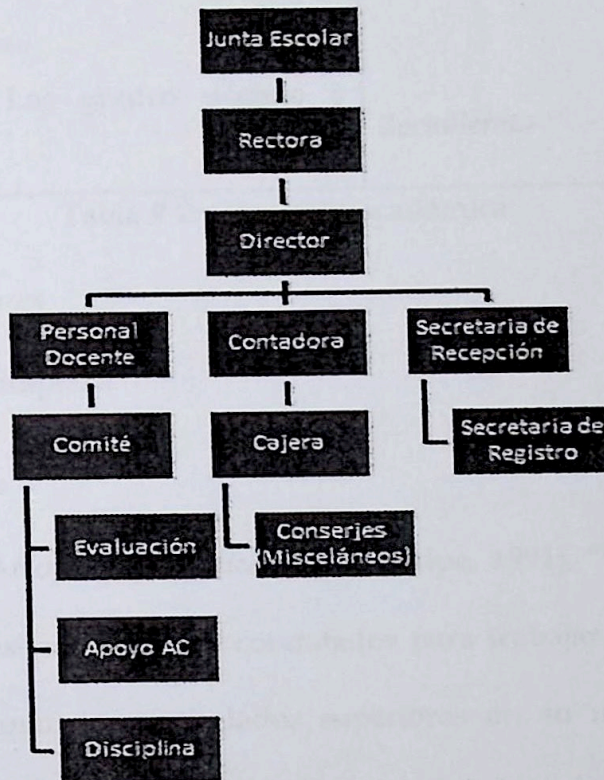 Junta Escolar
Rectora
Director
Personal
Docente
Contadora
Secretaria de
Recepción
Comité
Cajera
Secretaria de
Registro
Evaluación
Conserjes
(Misceláneos)
Apoyo AC
Disciplina